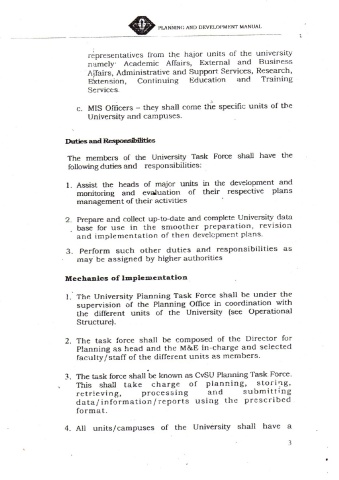 PLANNING AND DEVELOPMENT MANUAL
representatives from the hajor units of the university
namely· Academic Affairs, External and Business
Affairs, Administrative and Support Services, Research,
Extension, Continuing Education and Training
Services.
c. MIS Officers – they shall come the specific units of the
University and campuses.
Duties and Responsibilities
The members of the University Task Force shall have the
following duties and responsibilities:
1. Assist the heads of major units in the development and
monitoring and evaluation of their respective plans
management of their activities
2. Prepare and collect up-to-date and complete University data
base for use in the smoother preparation, revision
and implementation of then development plans.
3. Perform such other duties and responsibilities as
may be assigned by higher authorities
Mechanics of Implementation
1. The University Planning Task Force shall be under the
supervision of the Planning Office in coordination with
the different units of the University (see Operational
Structure).
2. The task force shall be composed of the Director for
Planning as head and the M&E In-charge and selected
faculty/staff of the different units as members.
3. The task force shall be known as CvSU Planning Task Force.
This shall take charge of planning, storing,
retrieving, processing and submitting
data/information/reports using the prescribed
format.
4. All units/campuses of the University shall have a
3